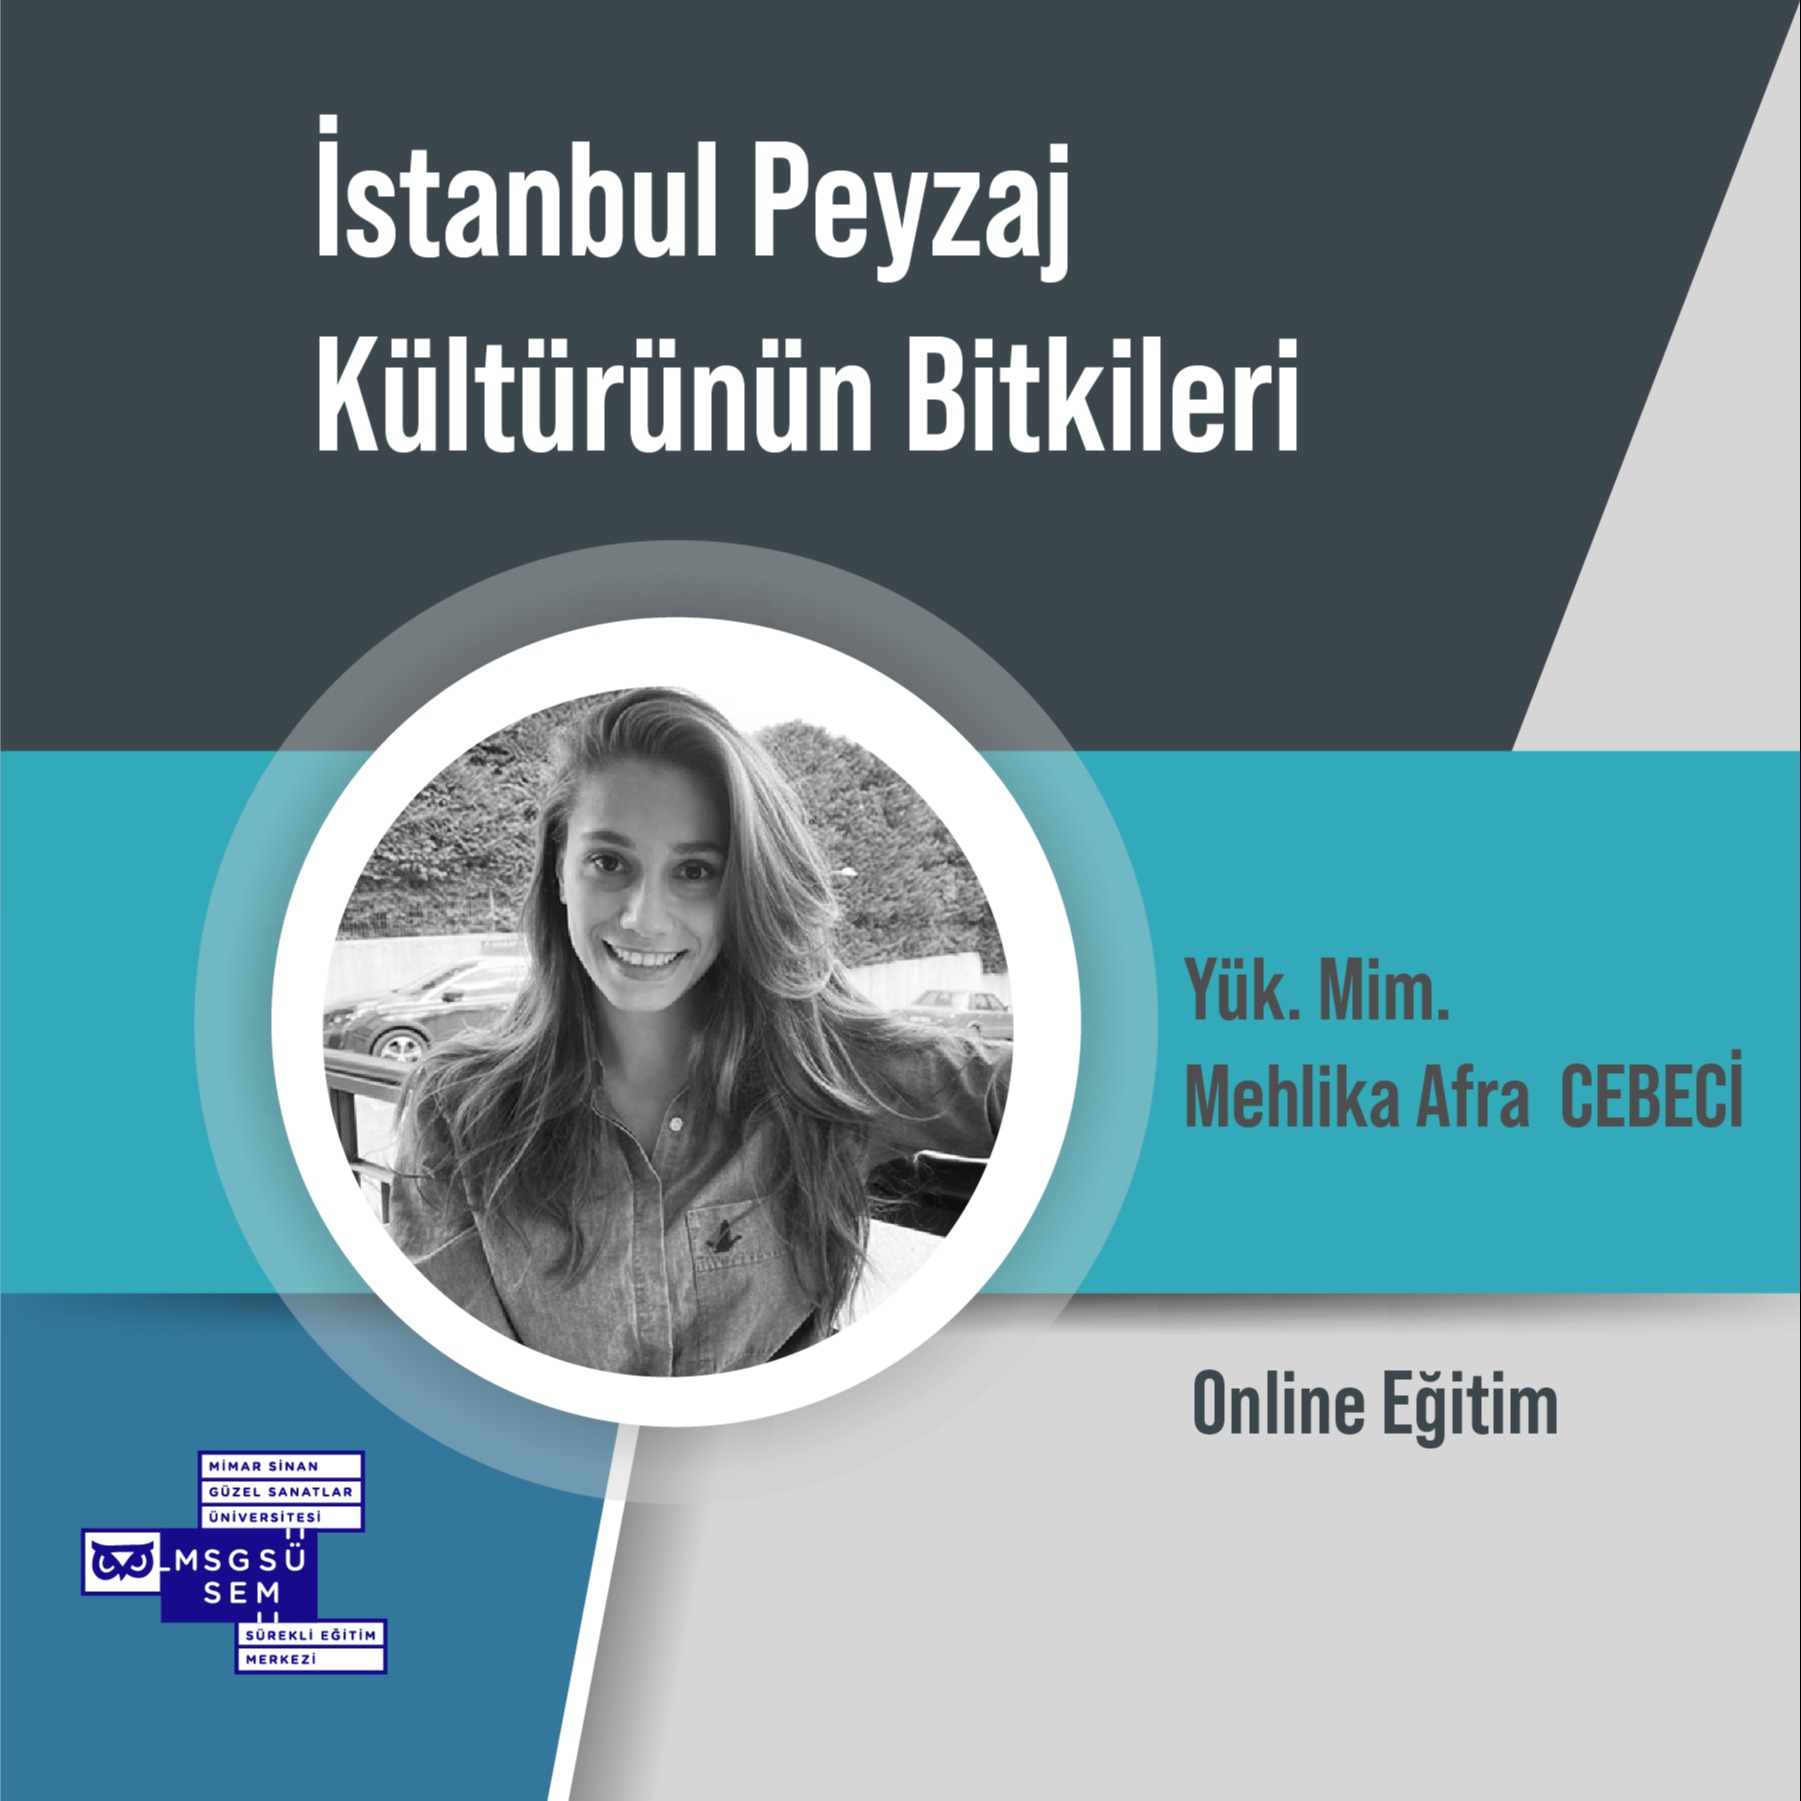 İstanbul Peyzaj
Kültürünün Bitkileri
Yük. Mim.
Mehlika Afra CEBECİ
Online Eğitim
MİMAR SİNAN
GÜZEL SANATLAR
ÜNİVERSİTESİ
MSGSÜ
SEM
SÜREKLİ EĞİTİM
MERKEZİ